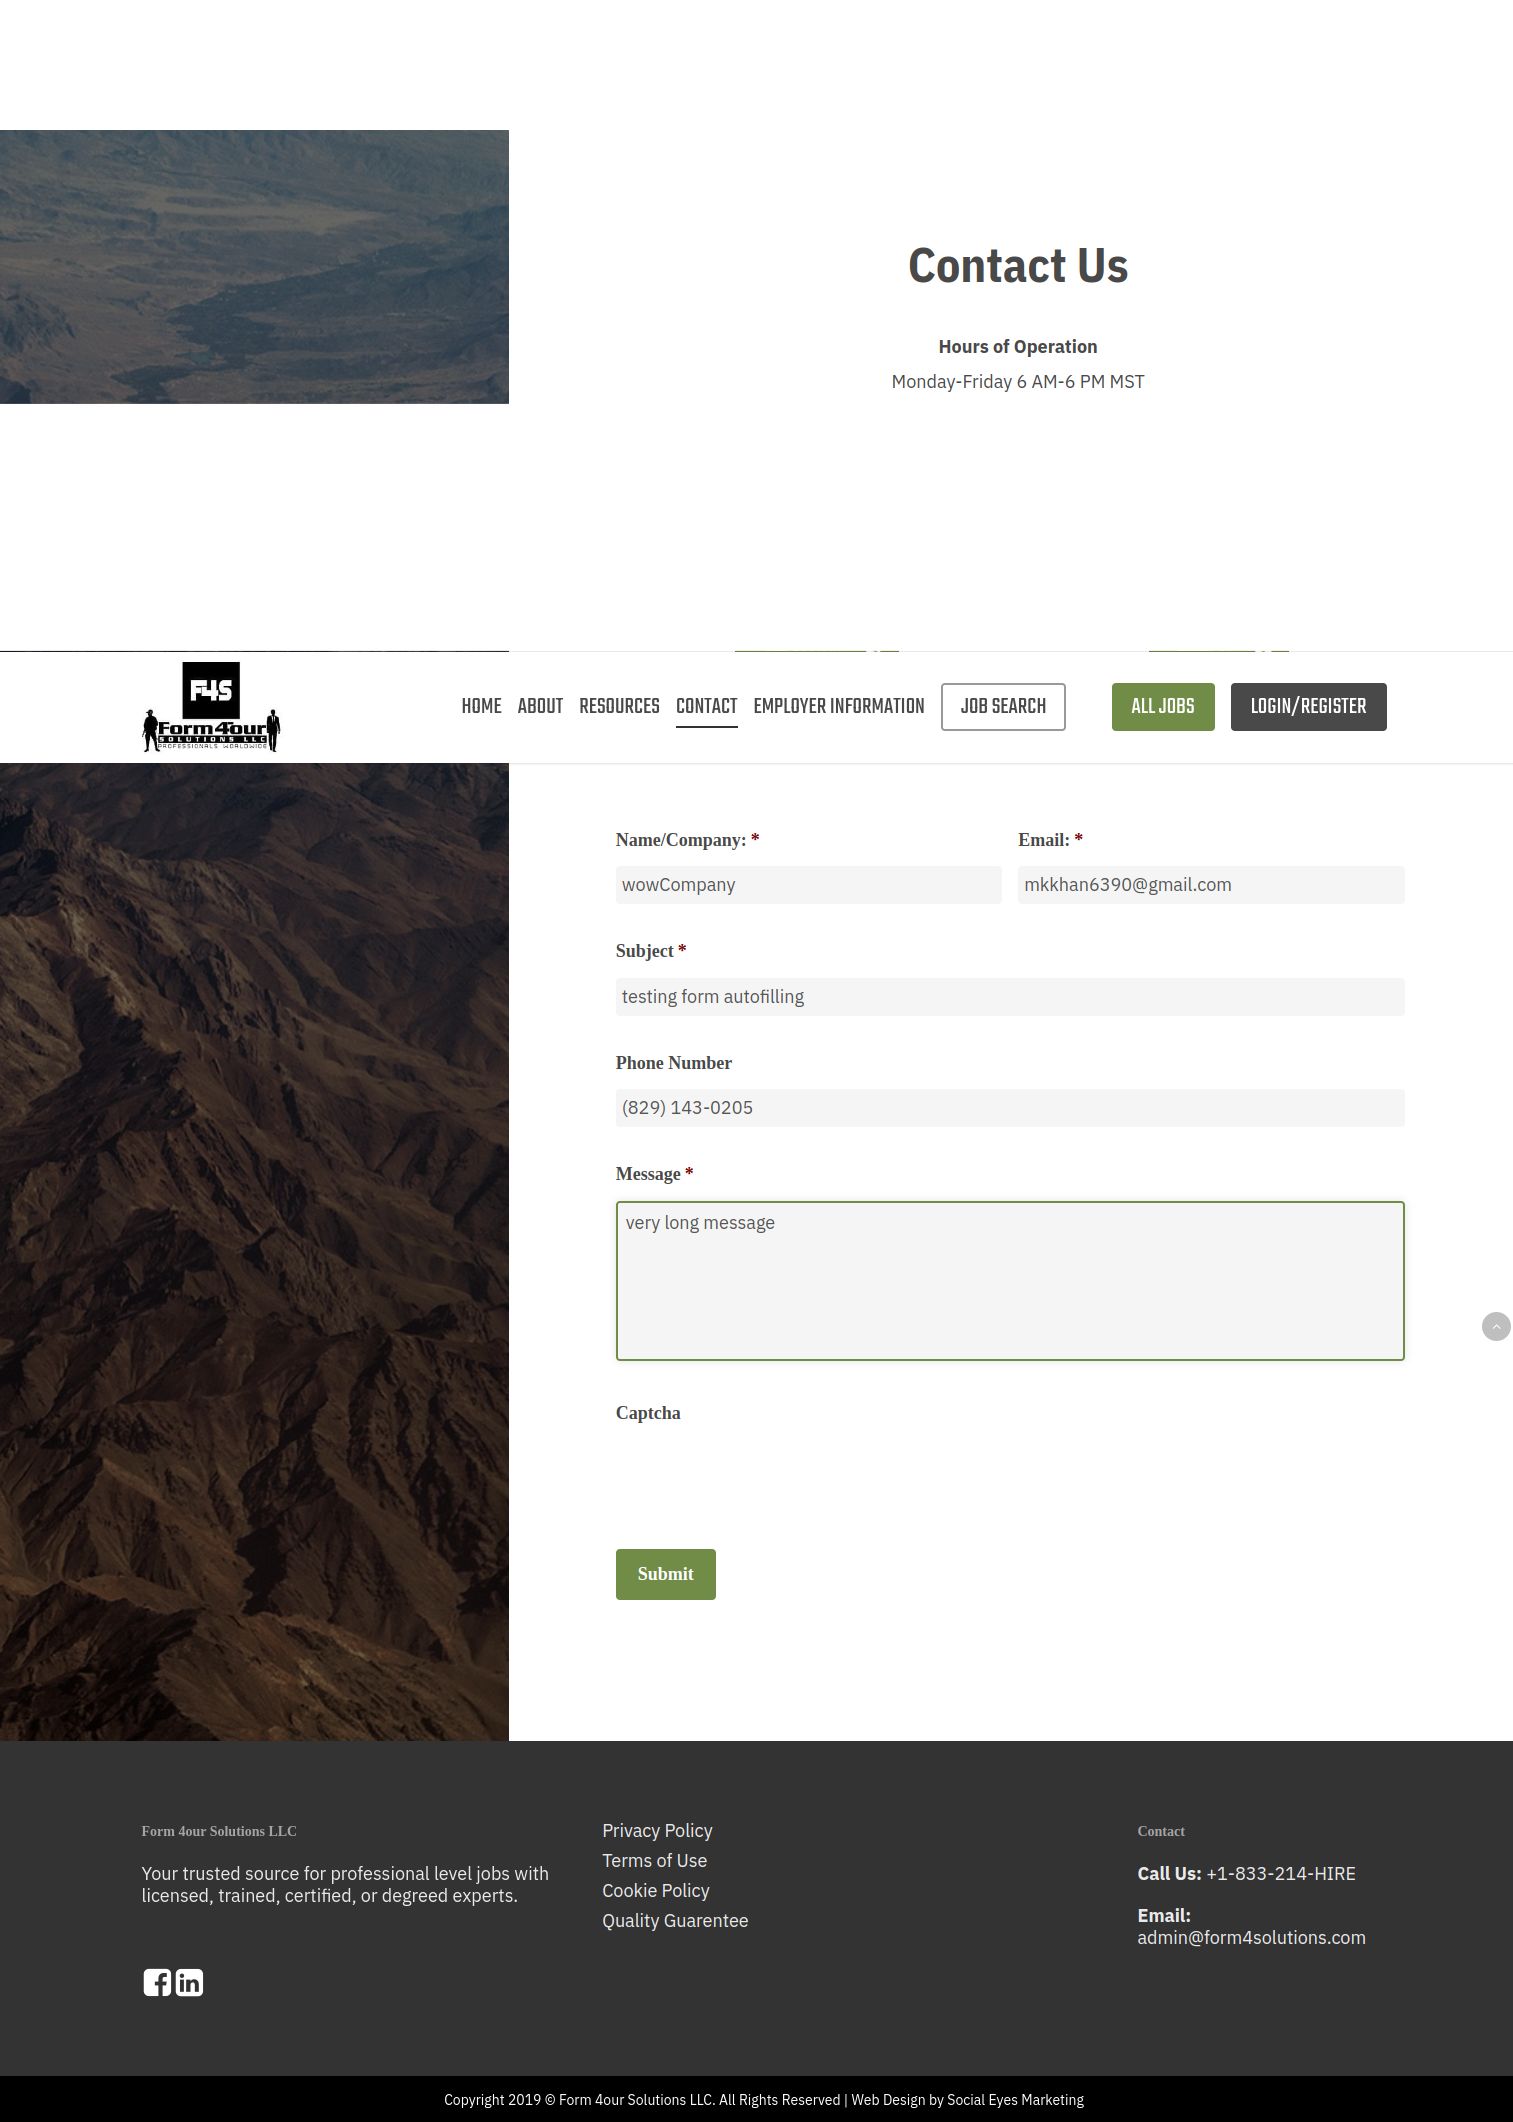 Contact Us
Hours of Operation
Monday-Friday 6 AM-6 PM MST
F4S
Form4our
SOLUTIONS LLC
PROFESSIONALS WORLDWIDE
HOME ABOUT RESOURCES CONTACT EMPLOYER INFORMATION JOB SEARCH ALL JOBS LOGIN/REGISTER
Name/Company: * Email: *
wowCompany mkkhan6390@gmail.com
Subject *
testing form autofilling
Phone Number
(829) 143-0205
Message *
very long message
Captcha
Submit
Form 4our Solutions LLC
Your trusted source for professional level jobs with
licensed, trained, certified, or degreed experts.
Privacy Policy
Terms of Use
Cookie Policy
Quality Guarentee
Contact
Call Us: +1-833-214-HIRE
Email:
admin@form4solutions.com
Copyright 2019 © Form 4our Solutions LLC. All Rights Reserved | Web Design by Social Eyes Marketing